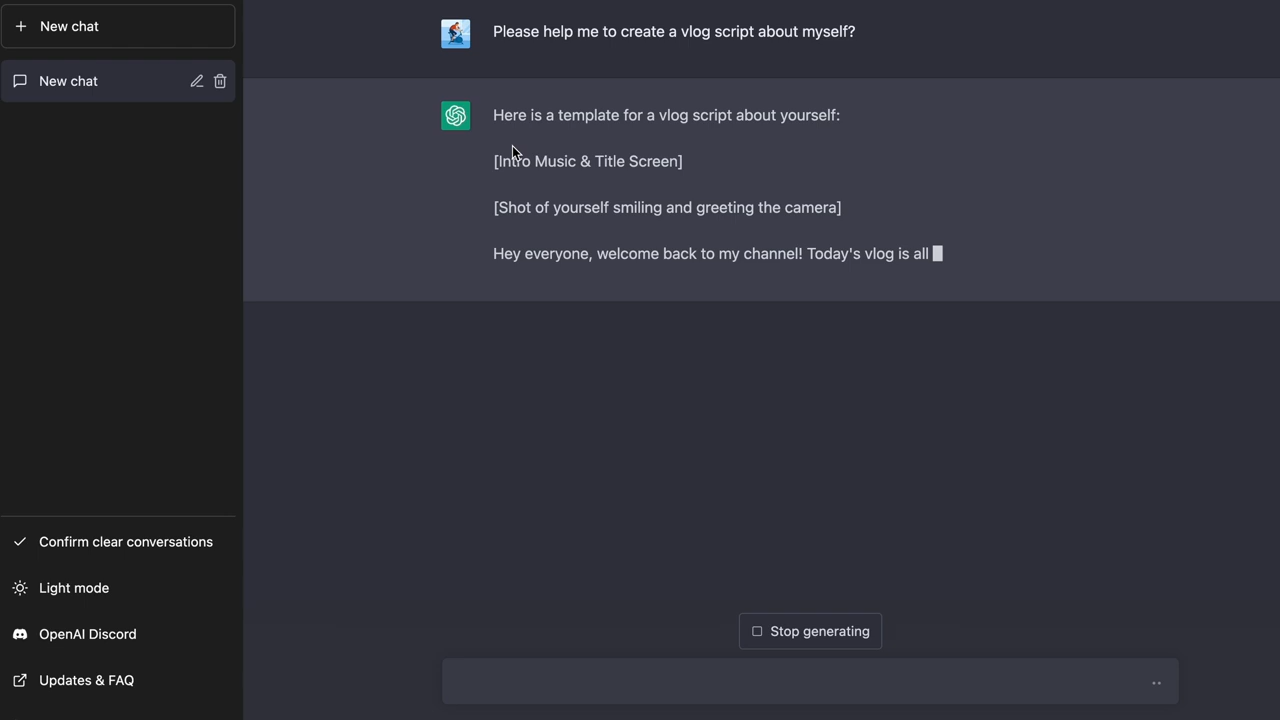 New chat
New chat
Confirm clear conversations
Light mode
OpenAI Discord
Updates & FAQ
Please help me to create a vlog script about myself?
Here is a template for a vlog script about yourself:
[Intro Music & Title Screen]
[Shot of yourself smiling and greeting the camera]
Hey everyone, welcome back to my channel! Today's vlog is all
Stop generating